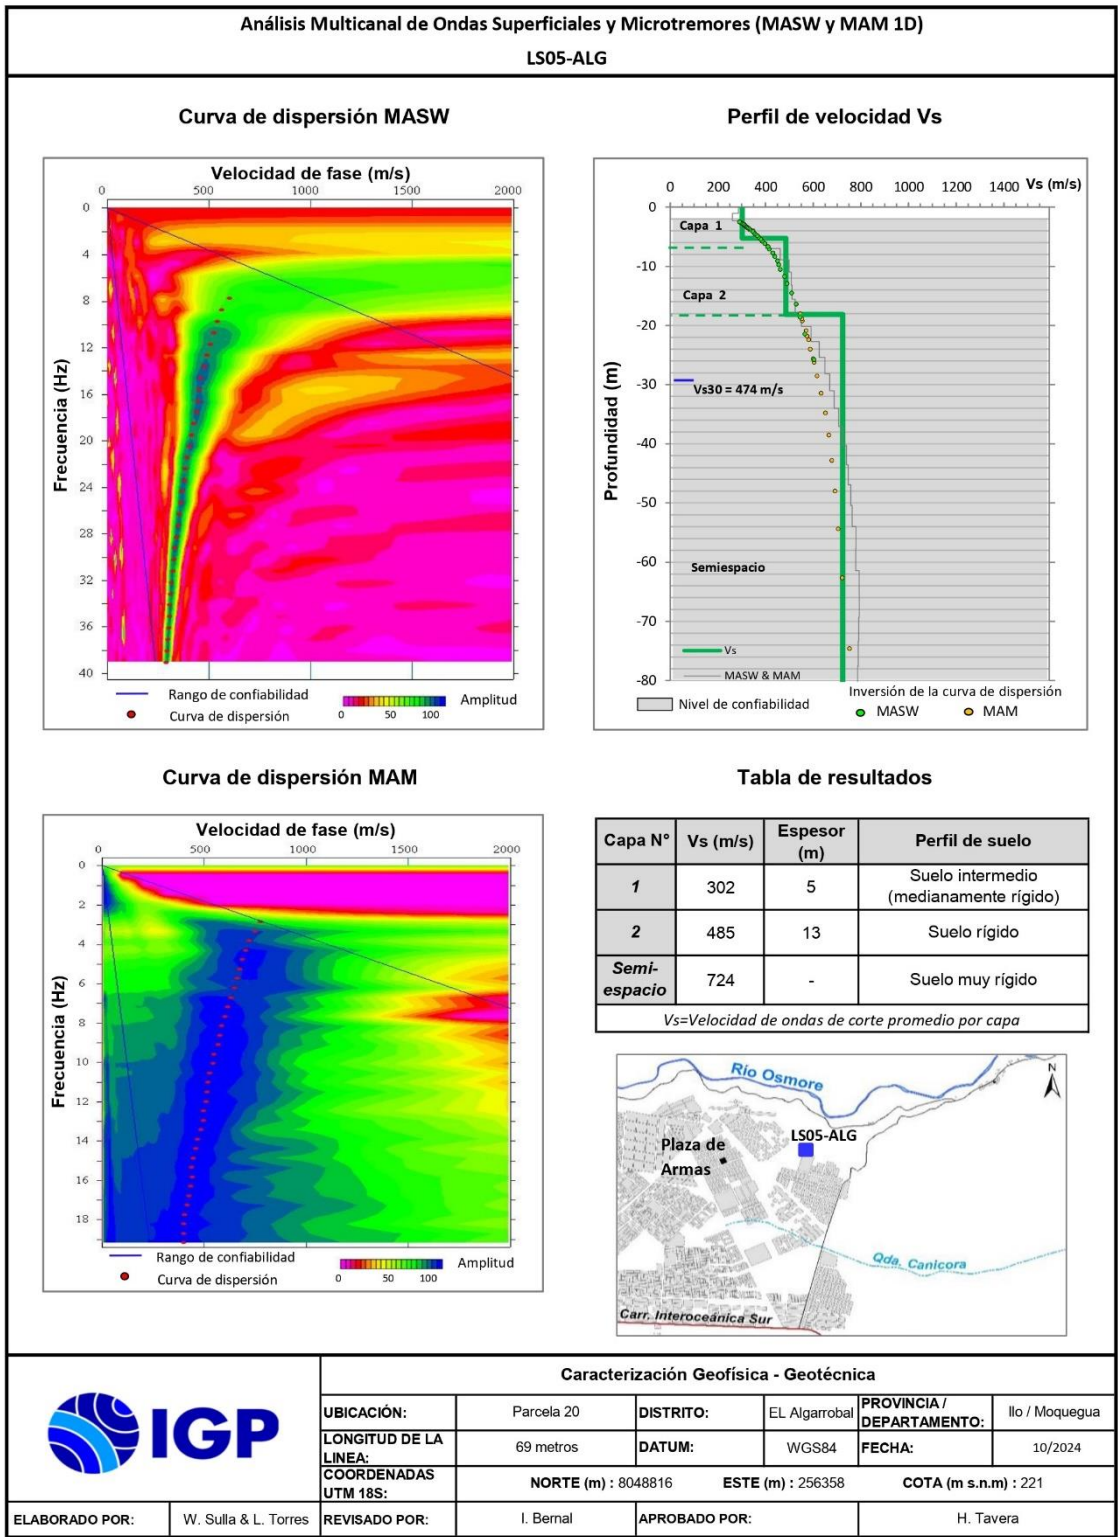 Análisis Multicanal de Ondas Superficiales y Microtremores (MASW y MAM 1D)
LS05-ALG
Curva de dispersión MASW
Velocidad de fase (m/s)
0 500 1000 1500 2000
Frecuencia (Hz)
0
4
8
12
16
20
24
28
32
36
40
Rango de confiabilidad
Curva de dispersión
0 50 100
Amplitud
Perfil de velocidad Vs
0 200 400 600 800 1000 1200 1400 Vs (m/s)
Profundidad (m)
0
-10
-20
-30
-40
-50
-60
-70
-80
Capa 1
Capa 2
Vs30 = 474 m/s
Semiespacio
Vs
MASW & MAM
Nivel de confiabilidad
Inversión de la curva de dispersión
MASW MAM
Curva de dispersión MAM
Velocidad de fase (m/s)
0 500 1000 1500 2000
Frecuencia (Hz)
0
2
4
6
8
10
12
14
16
18
Rango de confiabilidad
Curva de dispersión
0 50 100
Amplitud
Tabla de resultados
Capa N° Vs (m/s) Espesor (m) Perfil de suelo
1 302 5 Suelo intermedio (medianamente rígido)
2 485 13 Suelo rígido
Semi-espacio 724 - Suelo muy rígido
Vs=Velocidad de ondas de corte promedio por capa
Río Osmore
N
LS05-ALG
Plaza de
Armas
Qda. Canicora
Carr. Interoceánica Sur
IGP
Caracterización Geofísica - Geotécnica
UBICACIÓN: Parcela 20 DISTRITO: EL Algarrobal PROVINCIA / DEPARTAMENTO: Ilo / Moquegua
LONGITUD DE LA LINEA: 69 metros DATUM: WGS84 FECHA: 10/2024
COORDENADAS UTM 18S: NORTE (m) : 8048816 ESTE (m) : 256358 COTA (m s.n.m) : 221
ELABORADO POR: W. Sulla & L. Torres REVISADO POR: I. Bernal APROBADO POR: H. Tavera